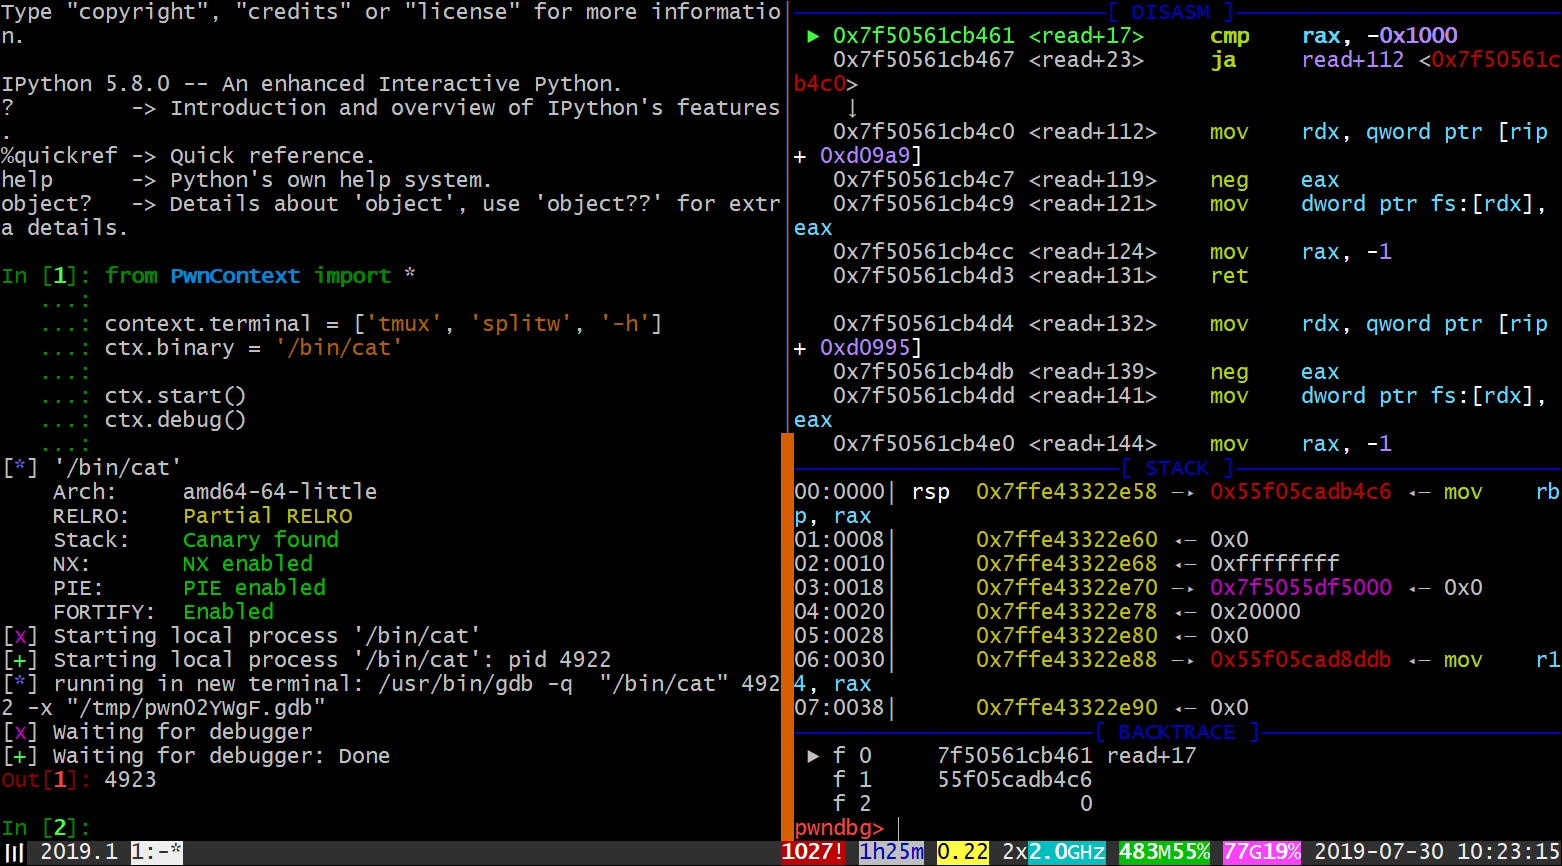 Type "copyright", "credits" or "license" for more informatio
n.
IPython 5.8.0 -- An enhanced Interactive Python.
?         -> Introduction and overview of IPython's features
.
%quickref -> Quick reference.
help      -> Python's own help system.
object?   -> Details about 'object', use 'object??' for extr
a details.
In [1]: from PwnContext import *
   ...:
   ...: context.terminal = ['tmux', 'splitw', '-h']
   ...: ctx.binary = '/bin/cat'
   ...:
   ...: ctx.start()
   ...: ctx.debug()
   ...:
[*] '/bin/cat'
    Arch:     amd64-64-little
    RELRO:    Partial RELRO
    Stack:    Canary found
    NX:       NX enabled
    PIE:      PIE enabled
    FORTIFY:  Enabled
[x] Starting local process '/bin/cat'
[+] Starting local process '/bin/cat': pid 4922
[*] running in new terminal: /usr/bin/gdb -q  "/bin/cat" 492
2 -x "/tmp/pwnO2YWgF.gdb"
[x] Waiting for debugger
[+] Waiting for debugger: Done
Out[1]: 4923
In [2]:
[ DISASM ]
 ► 0x7f50561cb461 <read+17>     cmp    rax, -0x1000
   0x7f50561cb467 <read+23>     ja     read+112 <0x7f50561c
b4c0>
    ↓
   0x7f50561cb4c0 <read+112>    mov    rdx, qword ptr [rip
+ 0xd09a9]
   0x7f50561cb4c7 <read+119>    neg    eax
   0x7f50561cb4c9 <read+121>    mov    dword ptr fs:[rdx],
eax
   0x7f50561cb4cc <read+124>    mov    rax, -1
   0x7f50561cb4d3 <read+131>    ret
   0x7f50561cb4d4 <read+132>    mov    rdx, qword ptr [rip
+ 0xd0995]
   0x7f50561cb4db <read+139>    neg    eax
   0x7f50561cb4dd <read+141>    mov    dword ptr fs:[rdx],
eax
   0x7f50561cb4e0 <read+144>    mov    rax, -1
[ STACK ]
00:0000│ rsp  0x7ffe43322e58 —▸ 0x55f05cadb4c6 ◂— mov    rb
p, rax
01:0008│      0x7ffe43322e60 ◂— 0x0
02:0010│      0x7ffe43322e68 ◂— 0xffffffff
03:0018│      0x7ffe43322e70 —▸ 0x7f5055df5000 ◂— 0x0
04:0020│      0x7ffe43322e78 ◂— 0x20000
05:0028│      0x7ffe43322e80 ◂— 0x0
06:0030│      0x7ffe43322e88 —▸ 0x55f05cad8ddb ◂— mov    r1
4, rax
07:0038│      0x7ffe43322e90 ◂— 0x0
[ BACKTRACE ]
 ► f 0     7f50561cb461 read+17
   f 1     55f05cadb4c6
   f 2                0
pwndbg>
2019.1 1:-* 1027! 1h25m 0.22 2x2.0GHz 483M55% 77G19% 2019-07-30 10:23:15